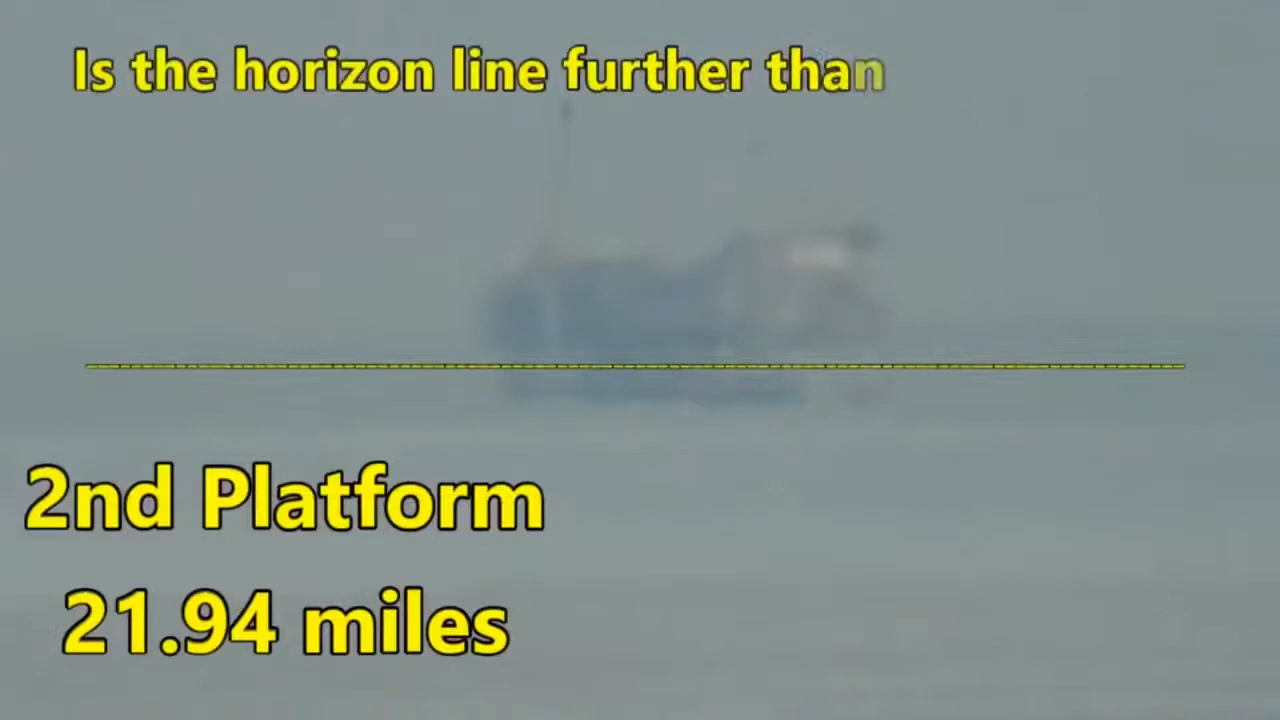 Is the horizon line further than
2nd Platform
21.94 miles